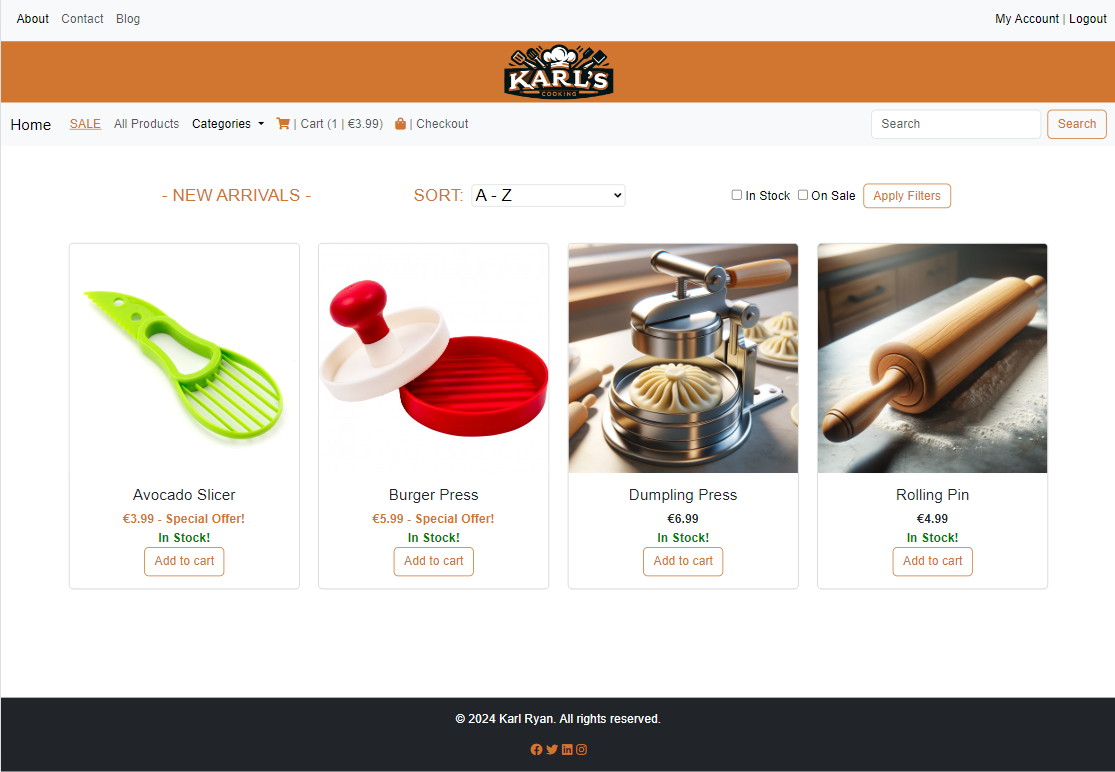 About Contact Blog My Account | Logout
KARL'S
COOKING
Home SALE All Products Categories | Cart (1 | €3.99) | Checkout Search Search
- NEW ARRIVALS - SORT: A - Z In Stock On Sale Apply Filters
Avocado Slicer
€3.99 - Special Offer!
In Stock!
Add to cart
Burger Press
€5.99 - Special Offer!
In Stock!
Add to cart
Dumpling Press
€6.99
In Stock!
Add to cart
Rolling Pin
€4.99
In Stock!
Add to cart
© 2024 Karl Ryan. All rights reserved.